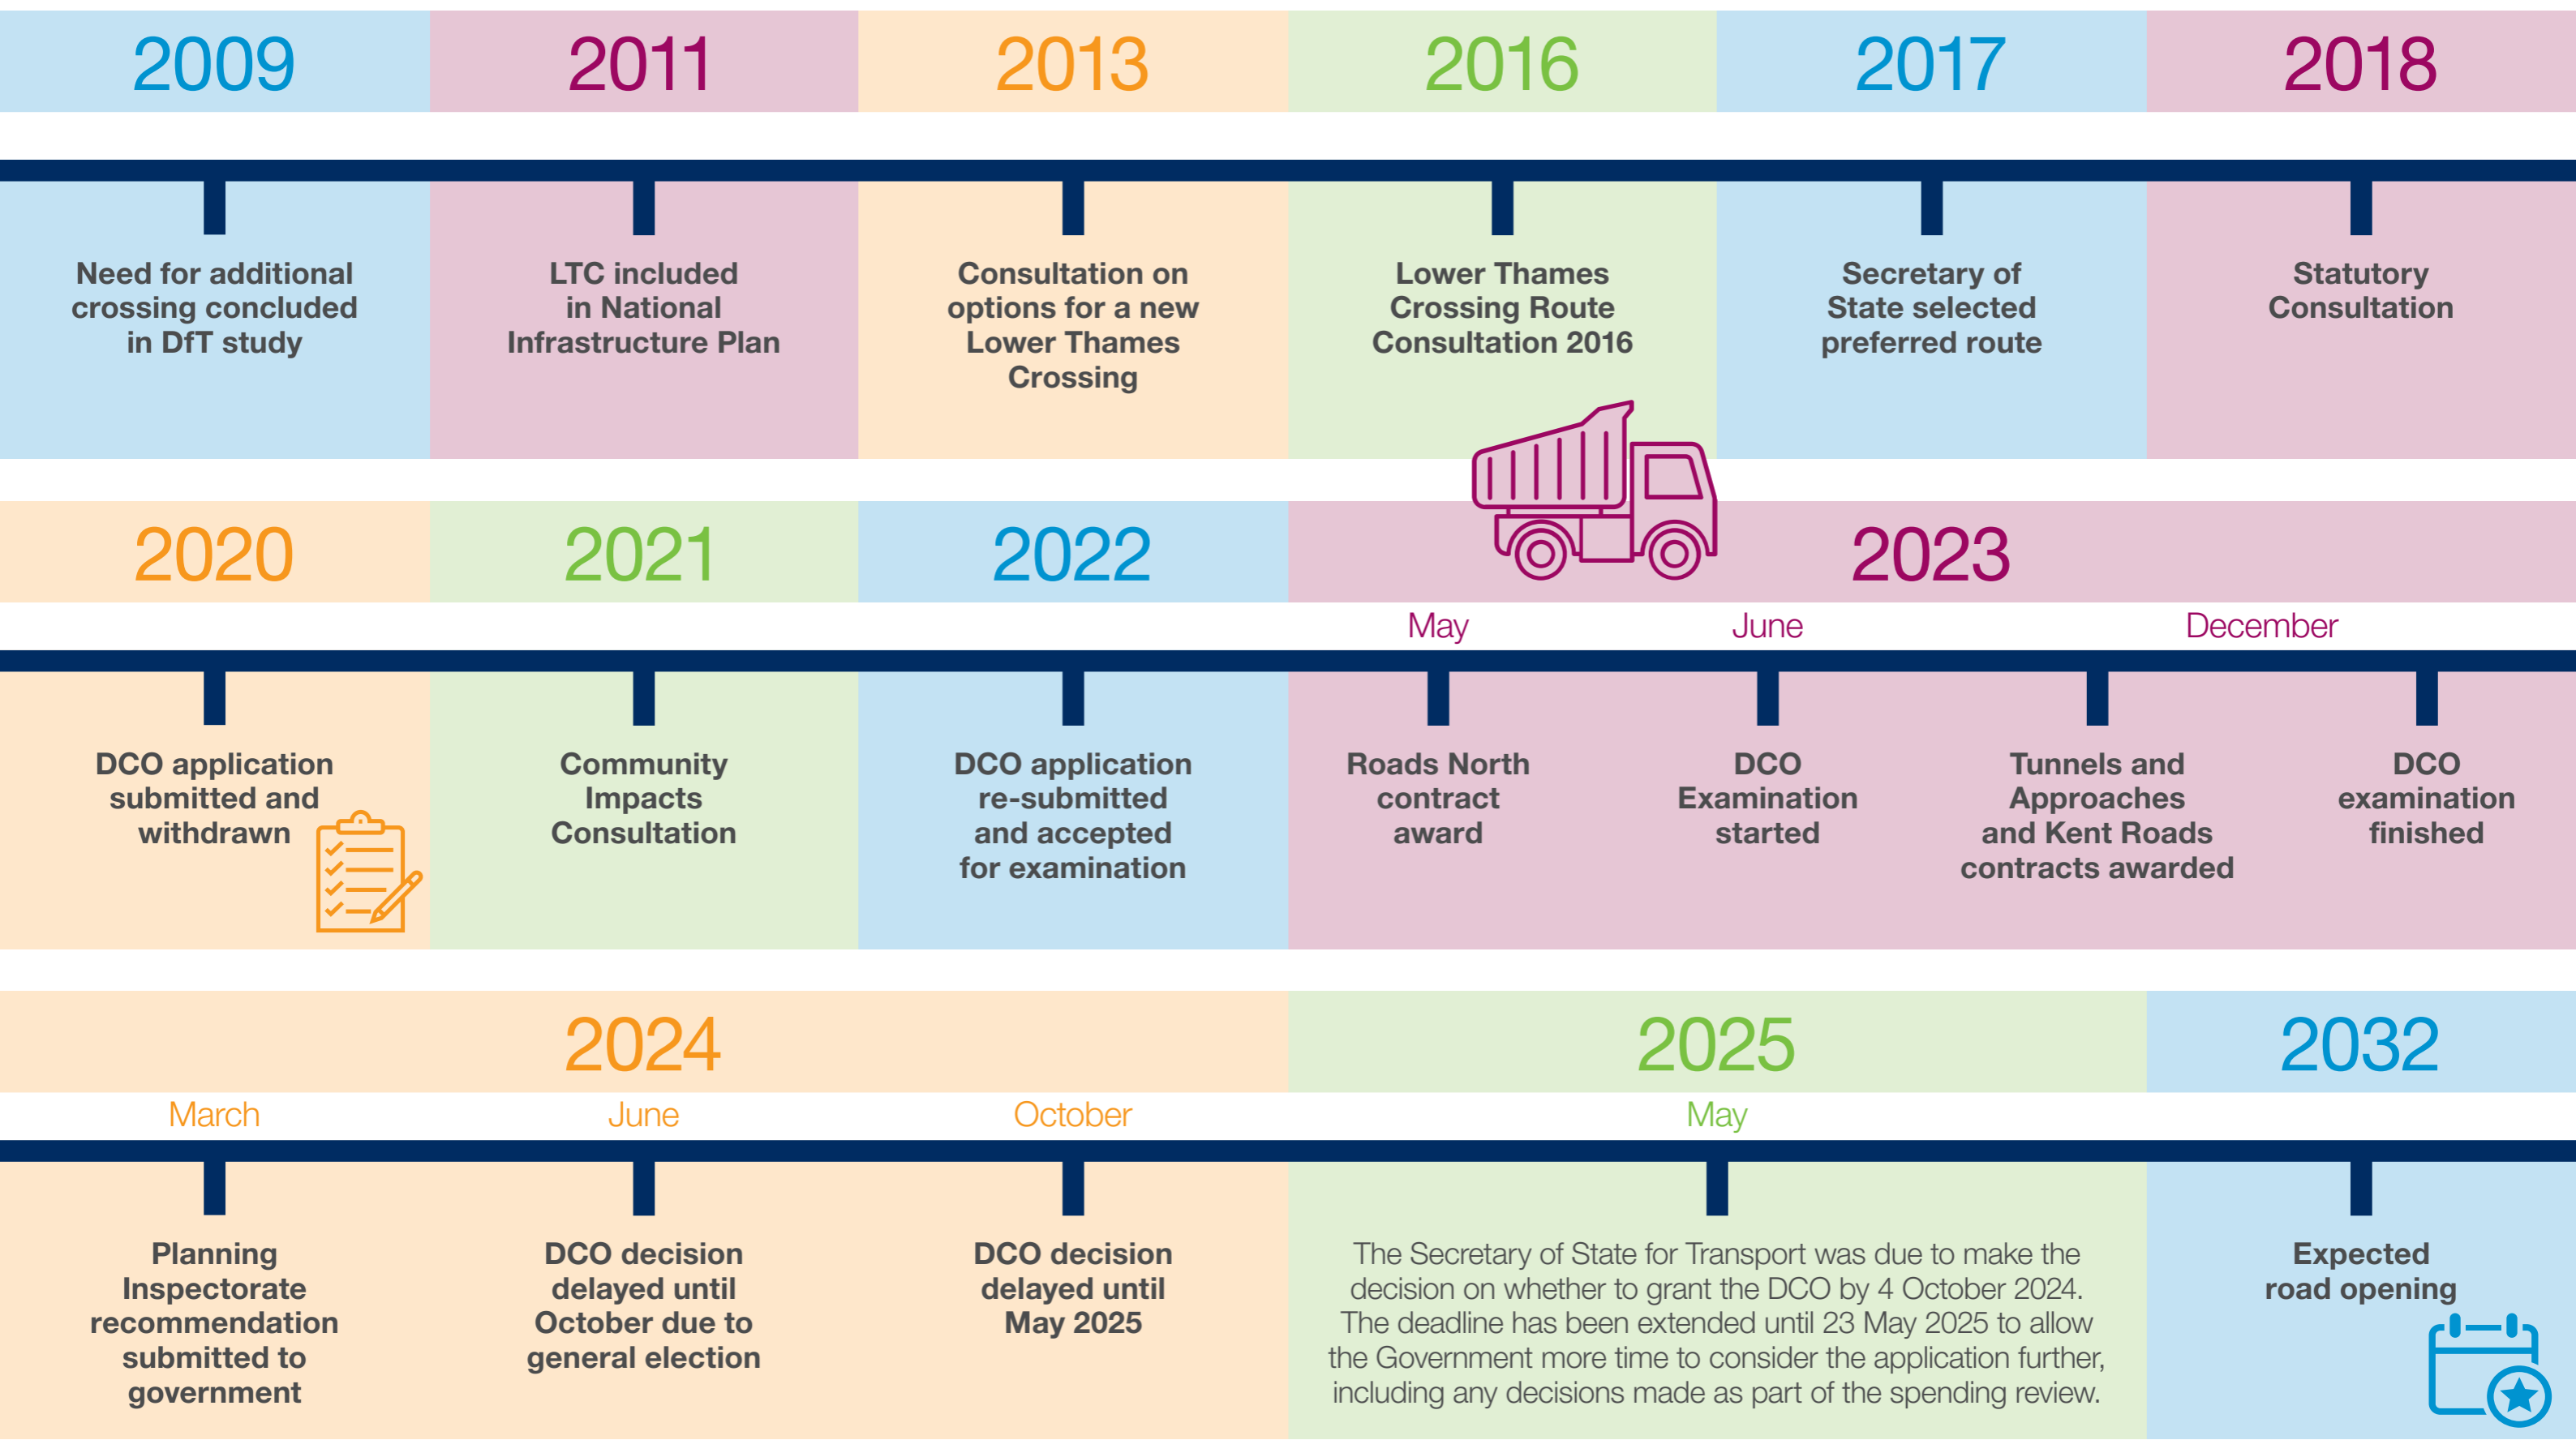 2009
Need for additional
crossing concluded
in DfT study
2011
LTC included
in National
Infrastructure Plan
2013
Consultation on
options for a new
Lower Thames
Crossing
2016
Lower Thames
Crossing Route
Consultation 2016
2017
Secretary of
State selected
preferred route
2018
Statutory
Consultation
2020
DCO application
submitted and
withdrawn
2021
Community
Impacts
Consultation
2022
DCO application
re-submitted
and accepted
for examination
2023
May
Roads North
contract
award
June
DCO
Examination
started
December
Tunnels and
Approaches
and Kent Roads
contracts awarded
DCO
examination
finished
2024
March
Planning
Inspectorate
recommendation
submitted to
government
June
DCO decision
delayed until
October due to
general election
October
DCO decision
delayed until
May 2025
2025
May
The Secretary of State for Transport was due to make the
decision on whether to grant the DCO by 4 October 2024.
The deadline has been extended until 23 May 2025 to allow
the Government more time to consider the application further,
including any decisions made as part of the spending review.
2032
Expected
road opening